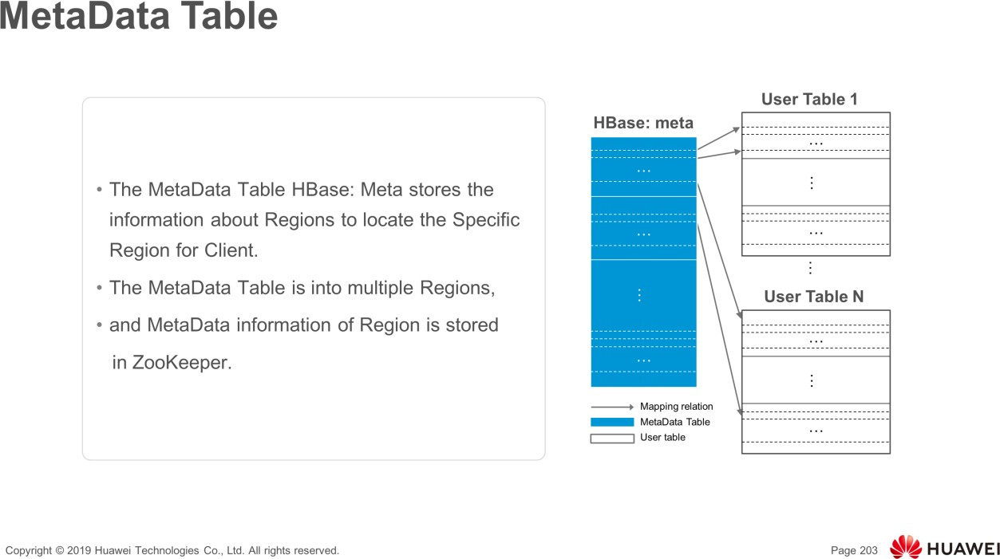 MetaData Table
• The MetaData Table HBase: Meta stores the
information about Regions to locate the Specific
Region for Client.
• The MetaData Table is into multiple Regions,
• and MetaData information of Region is stored
in ZooKeeper.
HBase: meta
...
...
⋮
...
User Table 1
...
⋮
...
⋮
User Table N
...
⋮
...
Mapping relation
MetaData Table
User table
Copyright © 2019 Huawei Technologies Co., Ltd. All rights reserved.
Page 203
HUAWEI